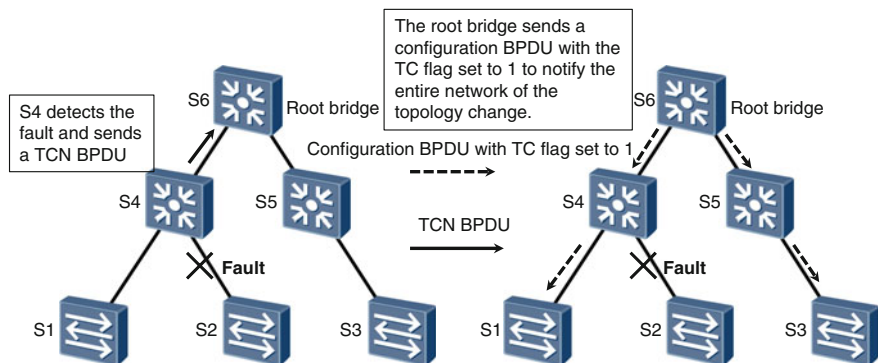 S4 detects the
fault and sends
a TCN BPDU
S6
Root bridge
S4
S5
Fault
S1
S2
S3
The root bridge sends a
configuration BPDU with the
TC flag set to 1 to notify the
entire network of the
topology change.
Configuration BPDU with TC flag set to 1
TCN BPDU
S6
Root bridge
S4
S5
Fault
S1
S2
S3